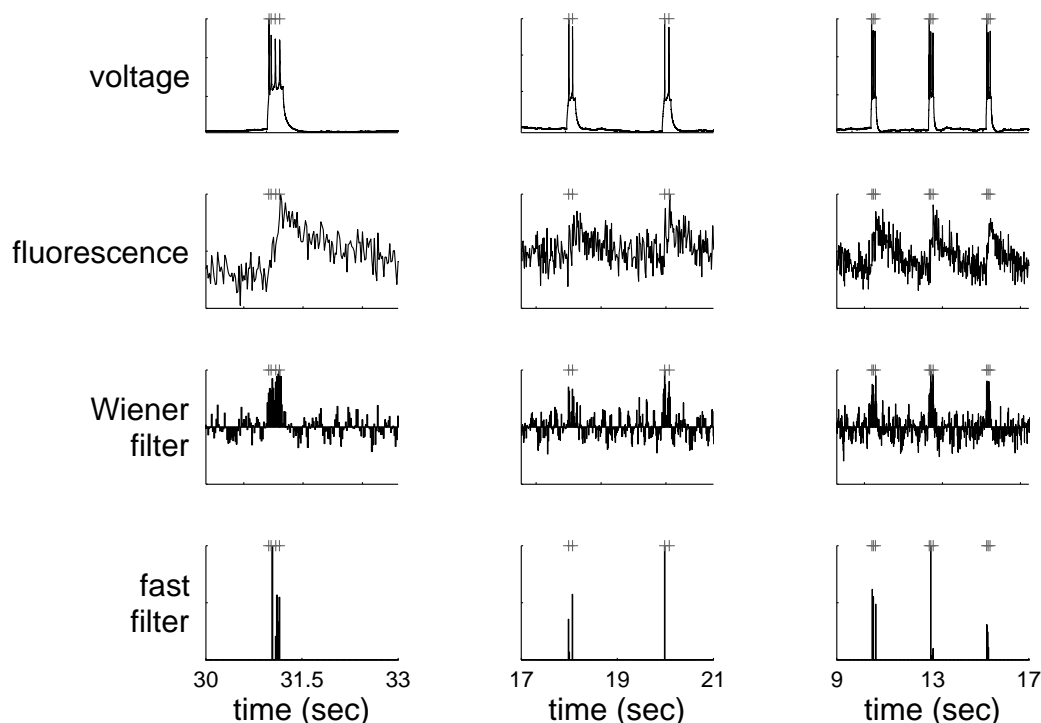 voltage
fluorescence
Wiener
filter
fast
filter
30 31.5 33
17 19 21
9 13 17
time (sec)
time (sec)
time (sec)